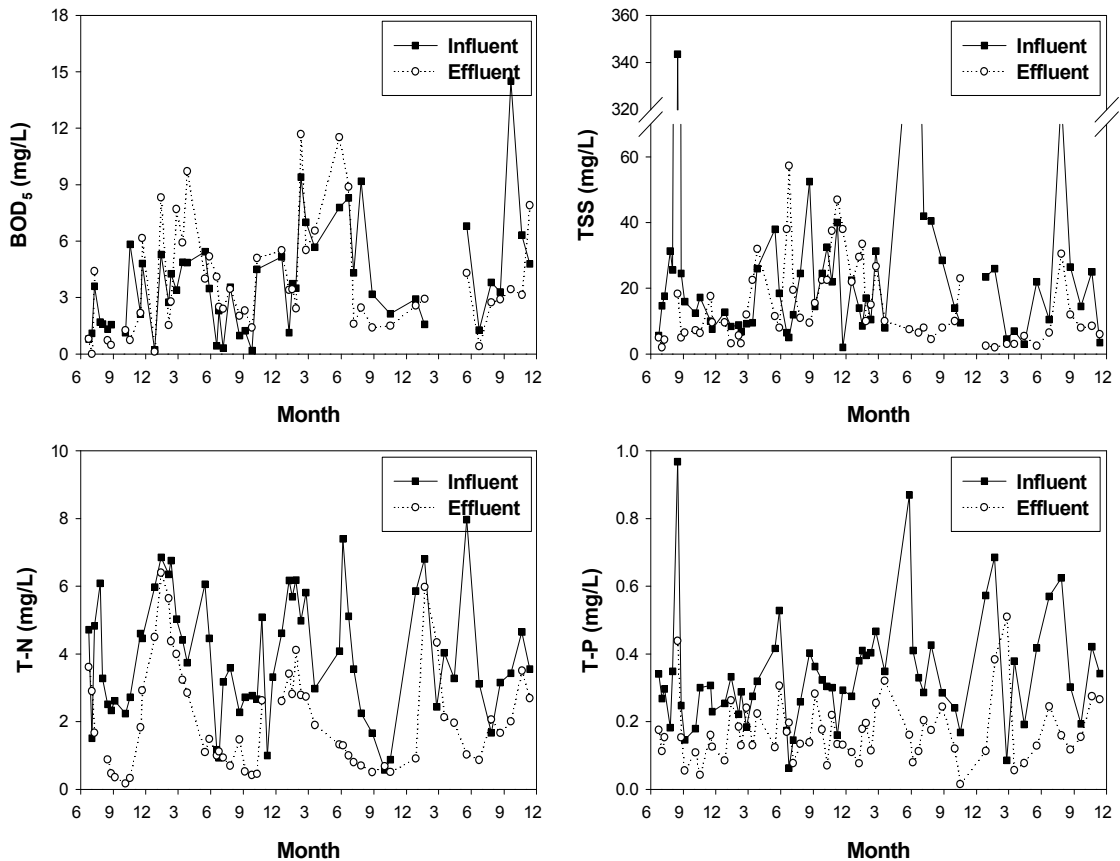 18
15
12
9
6
3
0
BOD5 (mg/L)
Influent
Effluent
6 9 12 3 6 9 12 3 6 9 12 3 6 9 12
Month
360
340
320
60
40
20
0
TSS (mg/L)
Influent
Effluent
6 9 12 3 6 9 12 3 6 9 12 3 6 9 12
Month
10
8
6
4
2
0
T-N (mg/L)
Influent
Effluent
6 9 12 3 6 9 12 3 6 9 12 3 6 9 12
Month
1.0
0.8
0.6
0.4
0.2
0.0
T-P (mg/L)
Influent
Effluent
6 9 12 3 6 9 12 3 6 9 12 3 6 9 12
Month